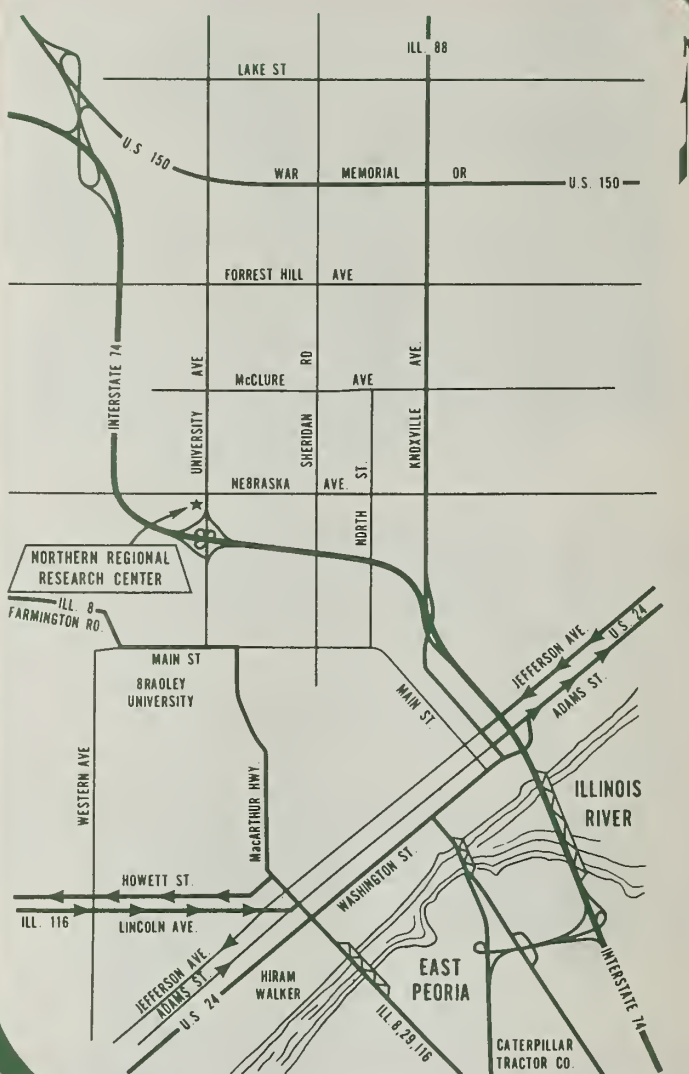 ILL. 88
N
LAKE ST
U.S. 150
WAR MEMORIAL OR
U.S. 150
FORREST HILL AVE
INTERSTATE 74
UNIVERSITY AVE
SHERIDAN RD
KNOXVILLE AVE.
McCLURE AVE
NE8RASKA AVE.
NORTH ST.
NORTHERN REGIONAL
RESEARCH CENTER
ILL. 8
FARMINGTON RD.
MAIN ST
8RAOLEY
UNIVERSITY
MAIN ST.
JEFFERSON AVE.
U.S. 24
ADAMS ST.
WESTERN AVE
MacARTHUR HWY.
ILLINOIS
RIVER
HOWETT ST.
WASHINGTON ST.
ILL. 116
LINCOLN AVE.
JEFFERSON AVE.
ADAMS ST.
U.S. 24
HIRAM
WALKER
EAST
PEORIA
ILL. 8,29,116
INTERSTATE 74
CATERPILLAR
TRACTOR CO.